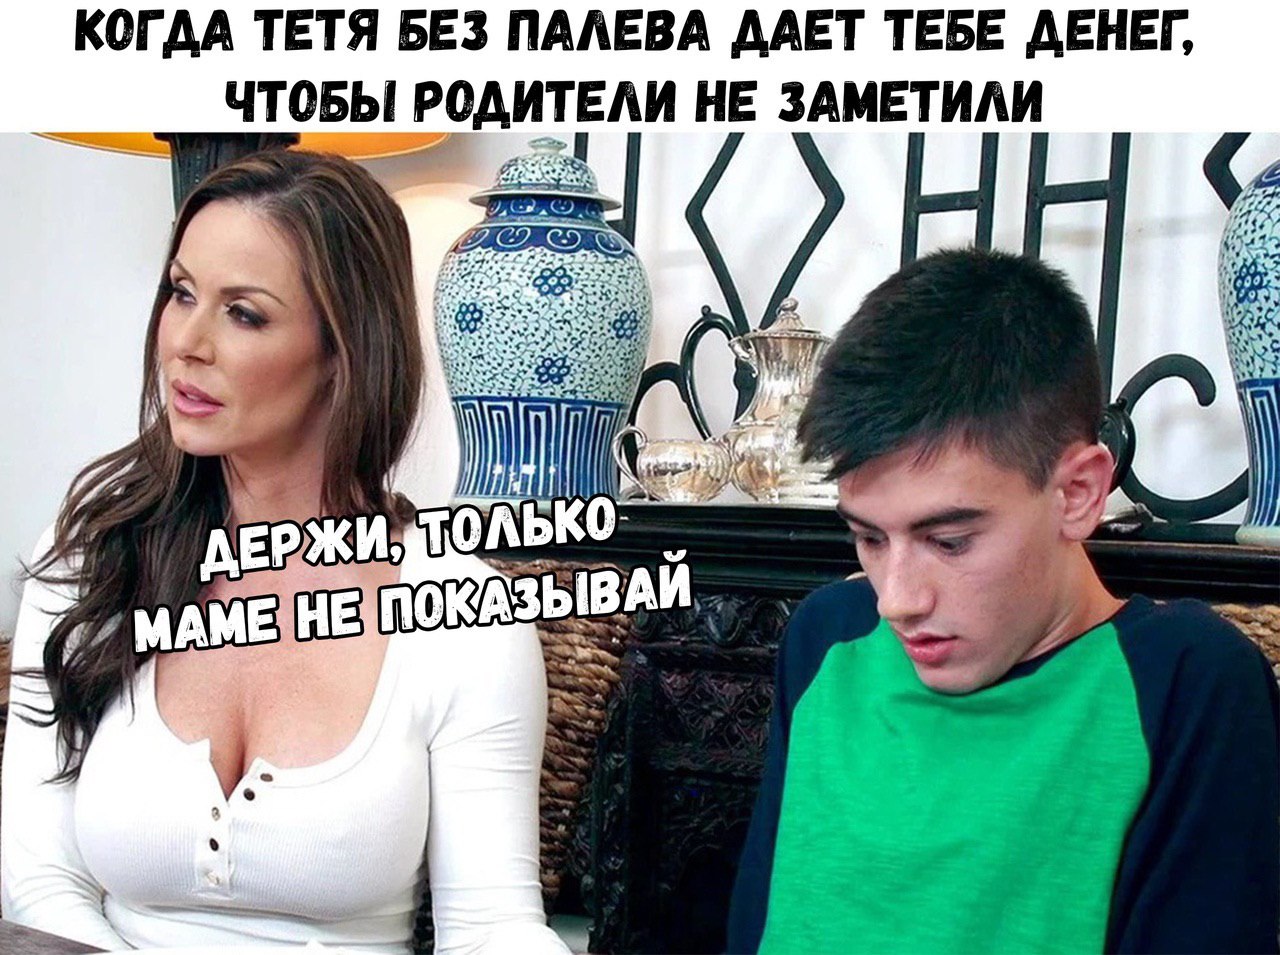 КОГДА ТЕТЯ БЕЗ ПАЛЕВА ДАЕТ ТЕБЕ ДЕНЕГ,
ЧТОБЫ РОДИТЕЛИ НЕ ЗАМЕТИЛИ
ДЕРЖИ, ТОЛЬКО
МАМЕ НЕ ПОКАЗЫВАЙ